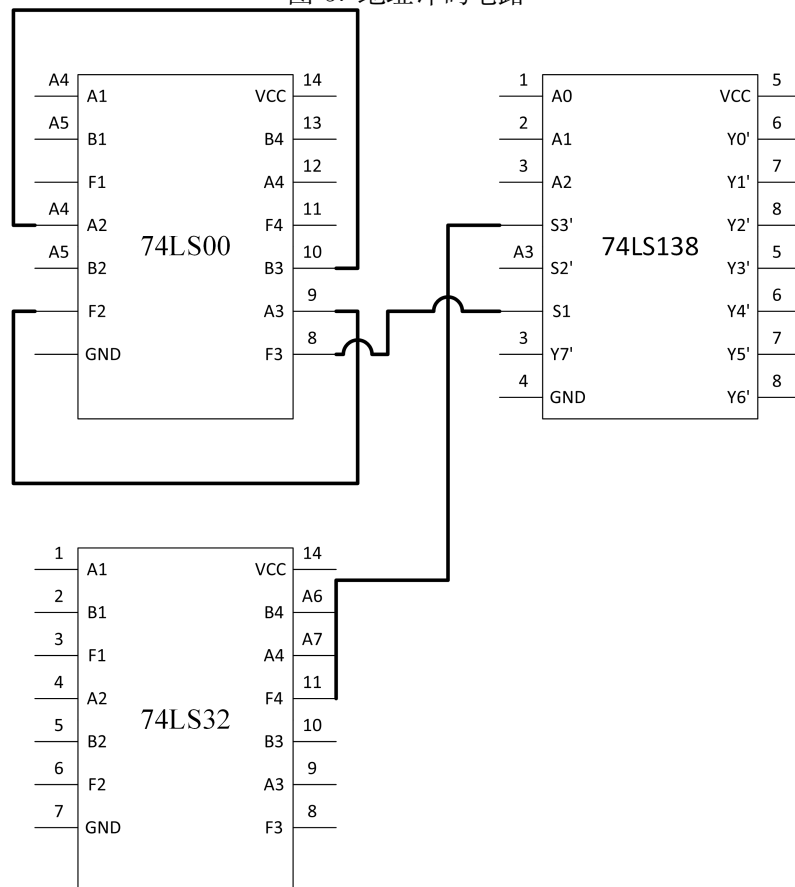 图 地址译码电路
A4 A1 VCC 14
A5 B1 B4 13
F1 A4 12
A4 A2 F4 11
A5 B2 B3 10
F2 A3 9
GND F3 8
74LS00
1 A0 VCC 5
2 A1 Y0' 6
3 A2 Y1' 7
S3' Y2' 8
A3 S2' Y3' 5
S1 Y4' 6
3 Y7' Y5' 7
4 GND Y6' 8
74LS138
1 A1 VCC 14
2 B1 B4 A6
3 F1 A4 A7
4 A2 F4 11
5 B2 B3 10
6 F2 A3 9
7 GND F3 8
74LS32